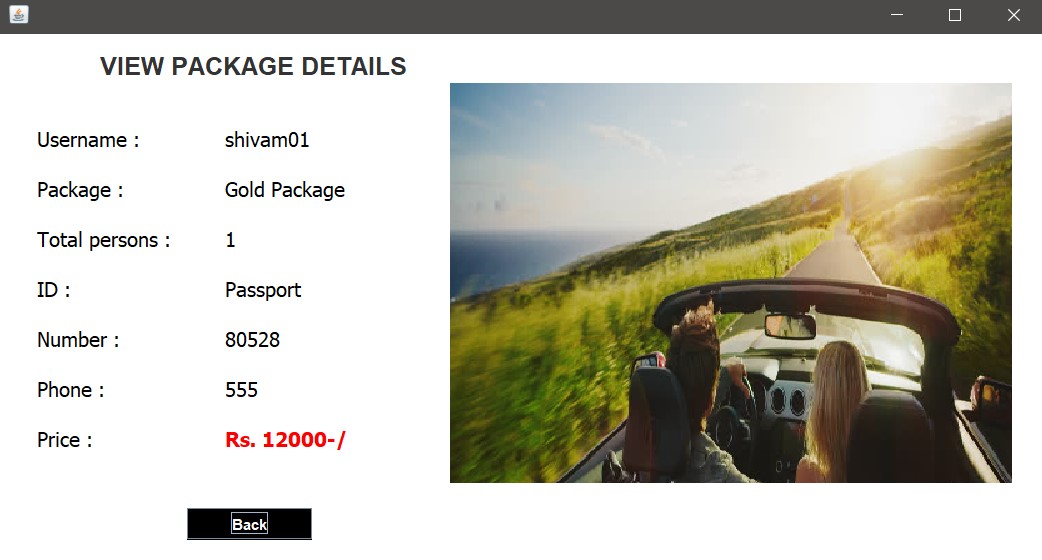 VIEW PACKAGE DETAILS
Username : shivam01
Package : Gold Package
Total persons : 1
ID : Passport
Number : 80528
Phone : 555
Price : Rs. 12000-/
Back